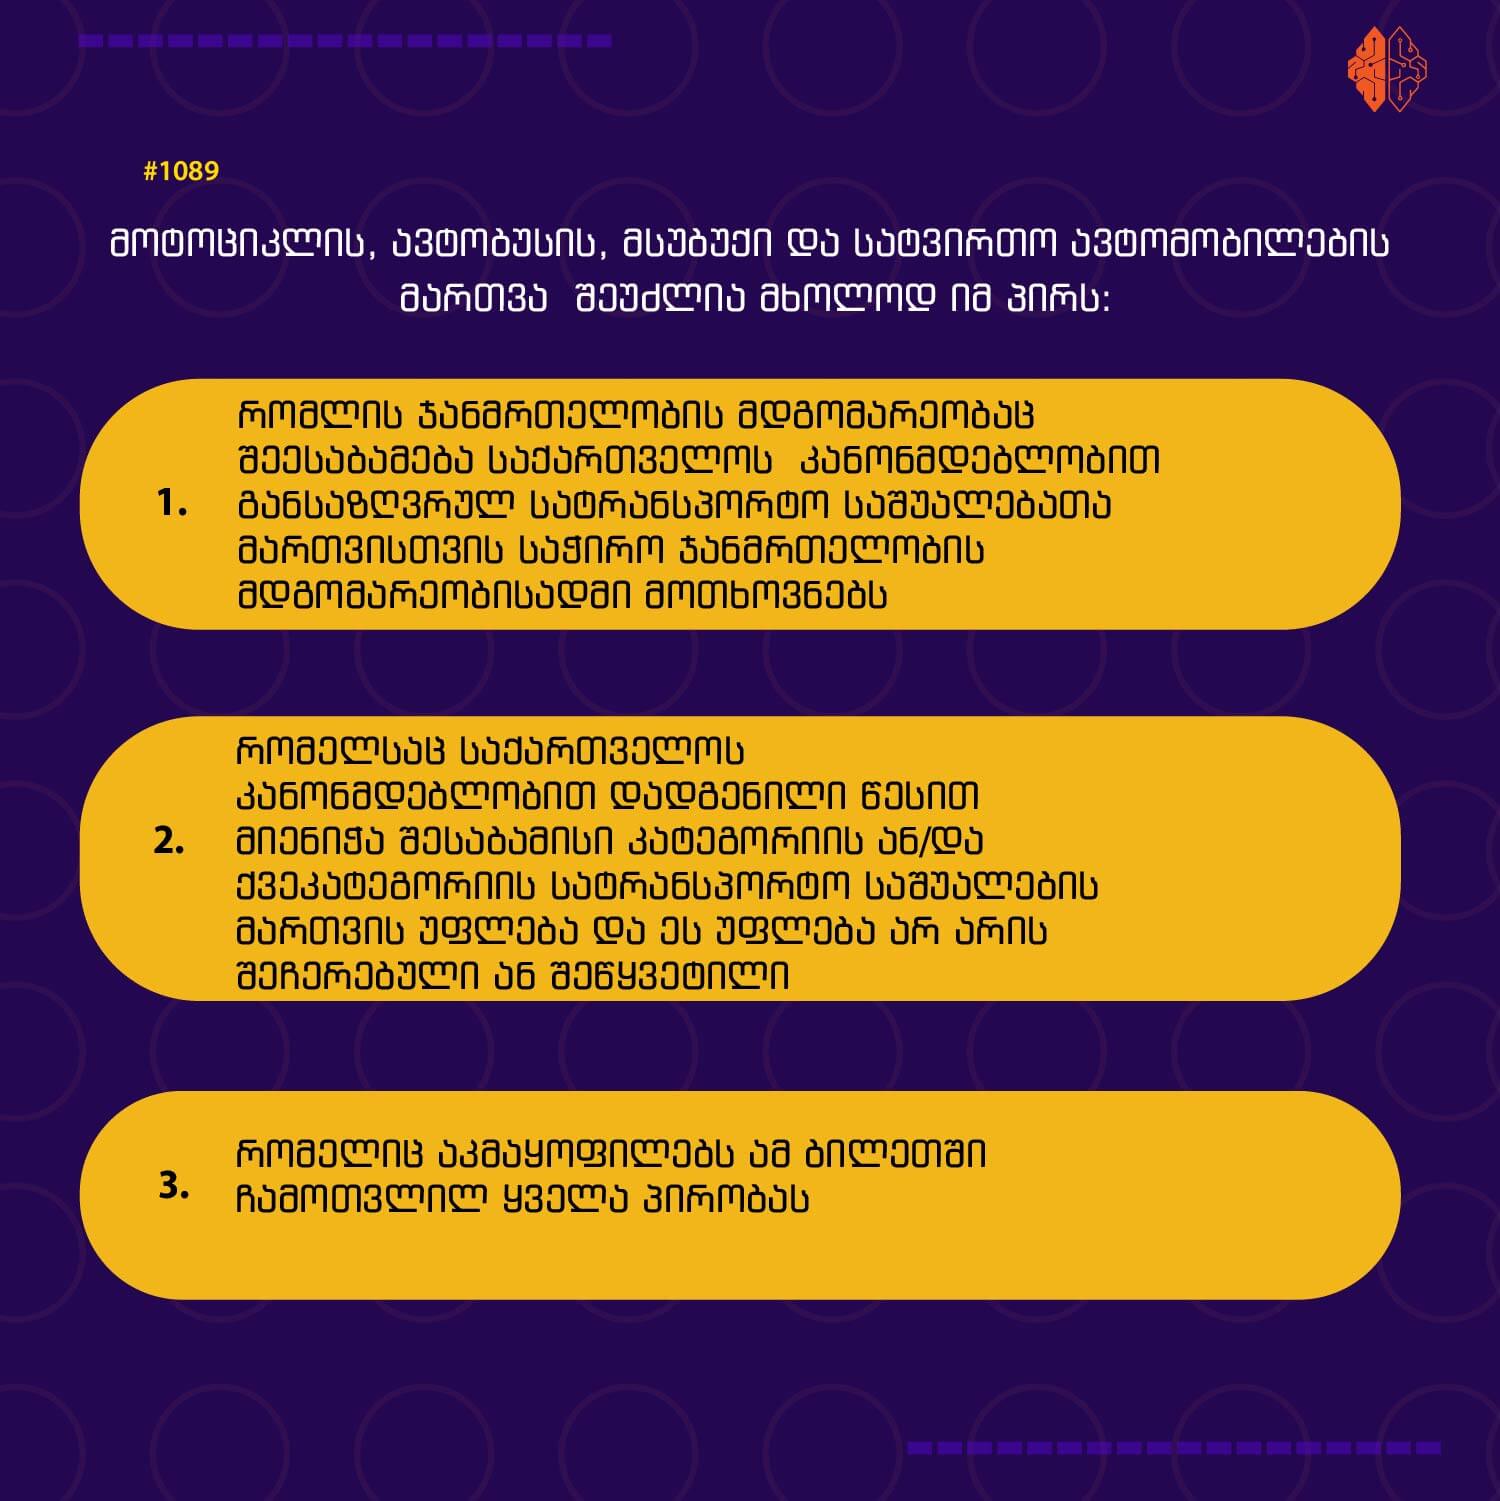 #1089
მოტოციკლის, ავტობუსის, მსუბუქი და სატვირთო ავტომობილების
მართვა შეუძლია მხოლოდ იმ პირს:
1.
რომლის ჯანმრთელობის მდგომარეობაც
შეესაბამება საქართველოს კანონმდებლობით
განსაზღვრულ სატრანსპორტო საშუალებათა
მართვისთვის საჭირო ჯანმრთელობის
მდგომარეობისადმი მოთხოვნებს
2.
რომელსაც საქართველოს
კანონმდებლობით დადგენილი წესით
მიენიჭა შესაბამისი კატეგორიის ან/და
ქვეკატეგორიის სატრანსპორტო საშუალების
მართვის უფლება და ეს უფლება არ არის
შეჩერებული ან შეწყვეტილი
3.
რომელიც აკმაყოფილებს ამ ბილეთში
ჩამოთვლილ ყველა პირობას